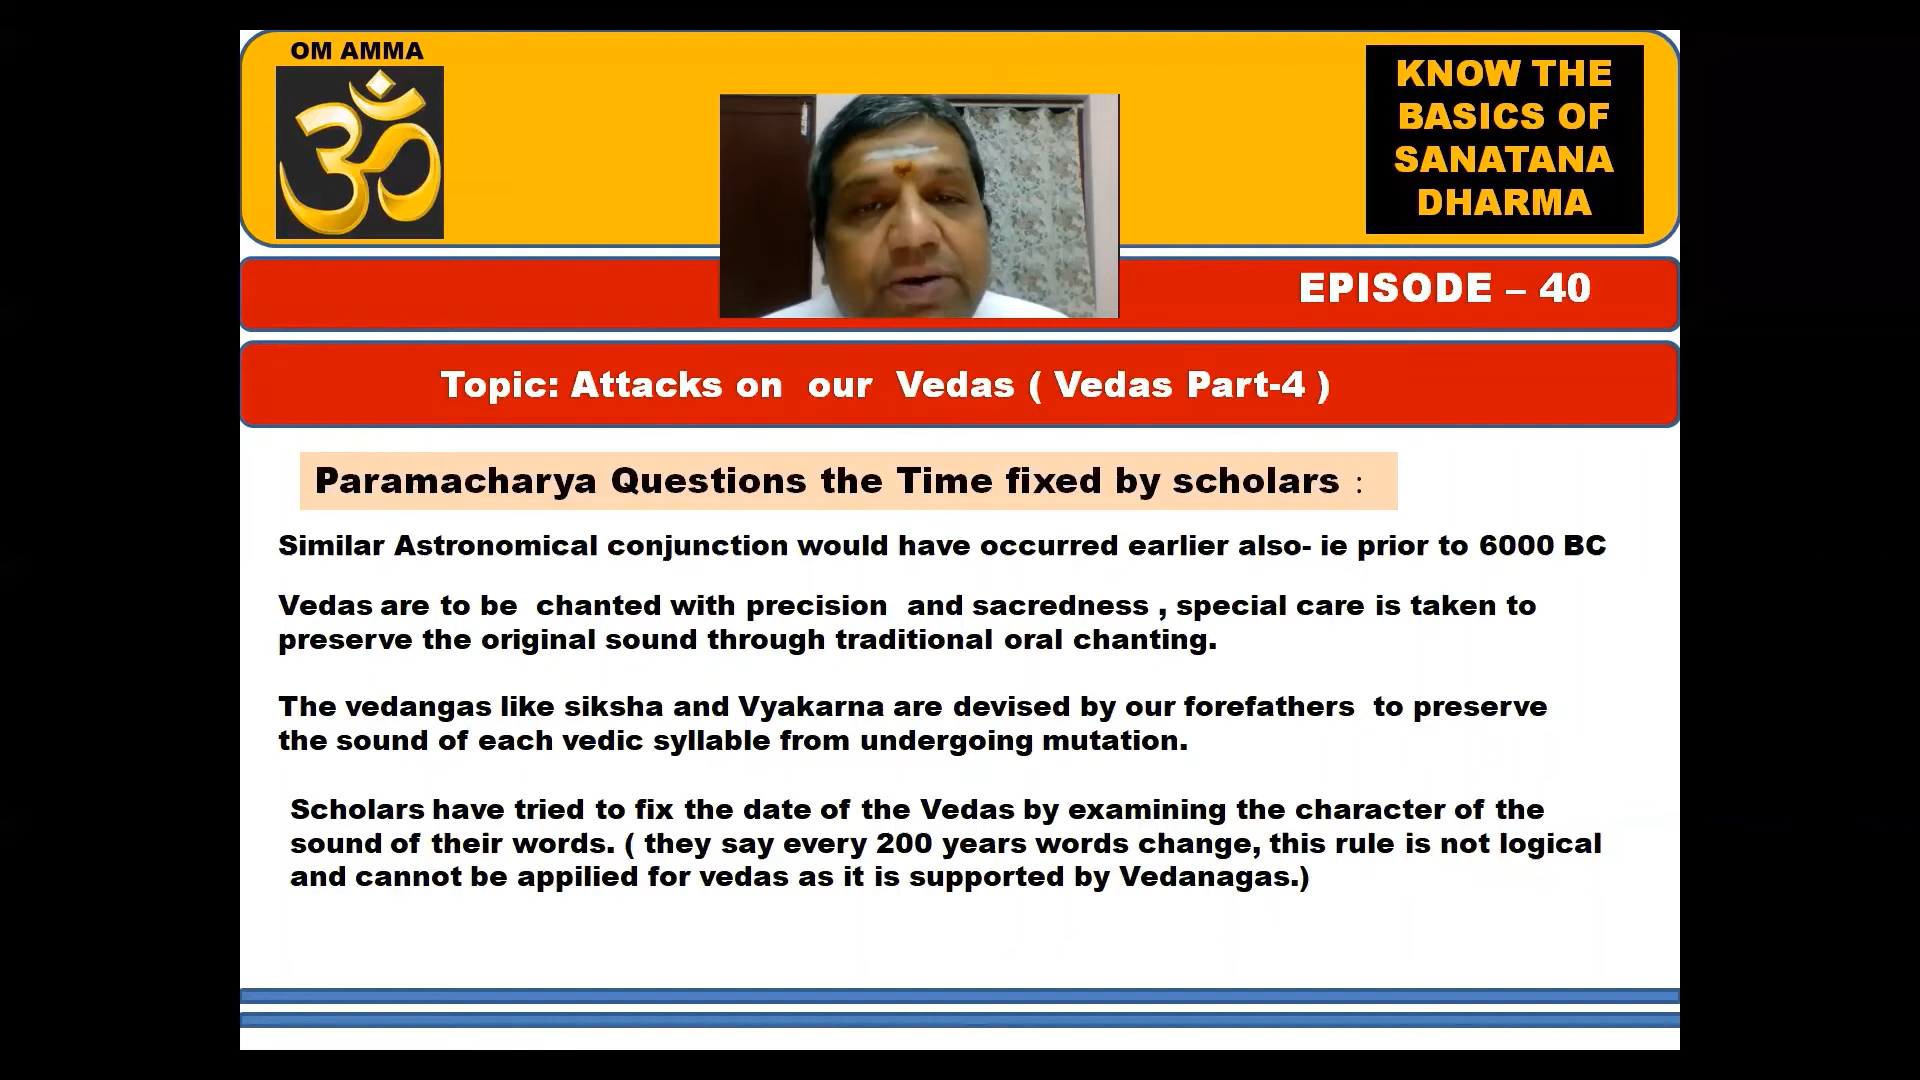 OM AMMA
KNOW THE
BASICS OF
SANATANA
DHARMA
EPISODE – 40
Topic: Attacks on our Vedas ( Vedas Part-4 )
Paramacharya Questions the Time fixed by scholars :
Similar Astronomical conjunction would have occurred earlier also- ie prior to 6000 BC
Vedas are to be chanted with precision and sacredness , special care is taken to
preserve the original sound through traditional oral chanting.
The vedangas like siksha and Vyakarna are devised by our forefathers to preserve
the sound of each vedic syllable from undergoing mutation.
Scholars have tried to fix the date of the Vedas by examining the character of the
sound of their words. ( they say every 200 years words change, this rule is not logical
and cannot be appilied for vedas as it is supported by Vedanagas.)